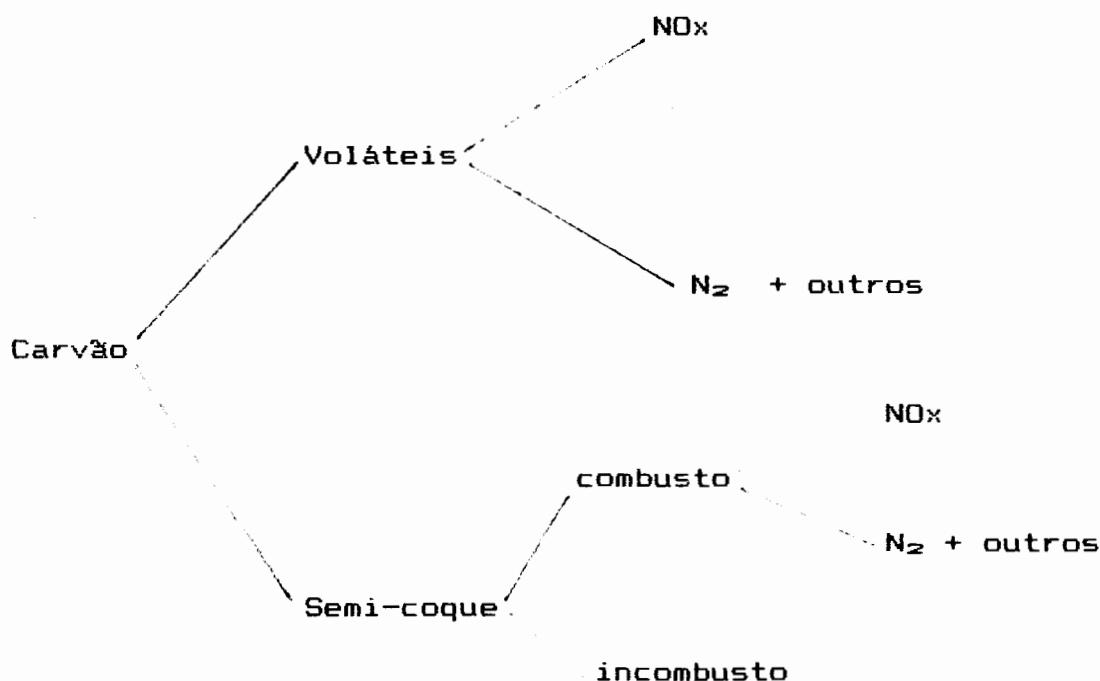 NOx
Voláteis
N₂ + outros
Carvão
NOx
combusto
N₂ + outros
Semi-coque
incombusto